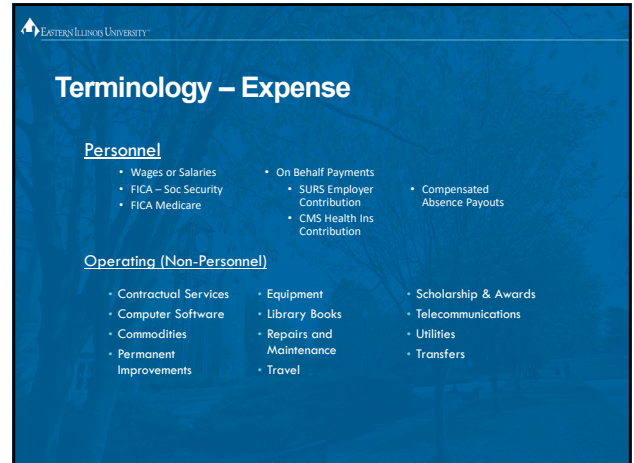 EASTERN ILLINOIS UNIVERSITY™
Terminology – Expense
Personnel
• Wages or Salaries
• FICA – Soc Security
• FICA Medicare
• On Behalf Payments
• SURS Employer
Contribution
• CMS Health Ins
Contribution
• Compensated
Absence Payouts
Operating (Non-Personnel)
• Contractual Services
• Computer Software
• Commodities
• Permanent
Improvements
• Equipment
• Library Books
• Repairs and
Maintenance
• Travel
• Scholarship & Awards
• Telecommunications
• Utilities
• Transfers